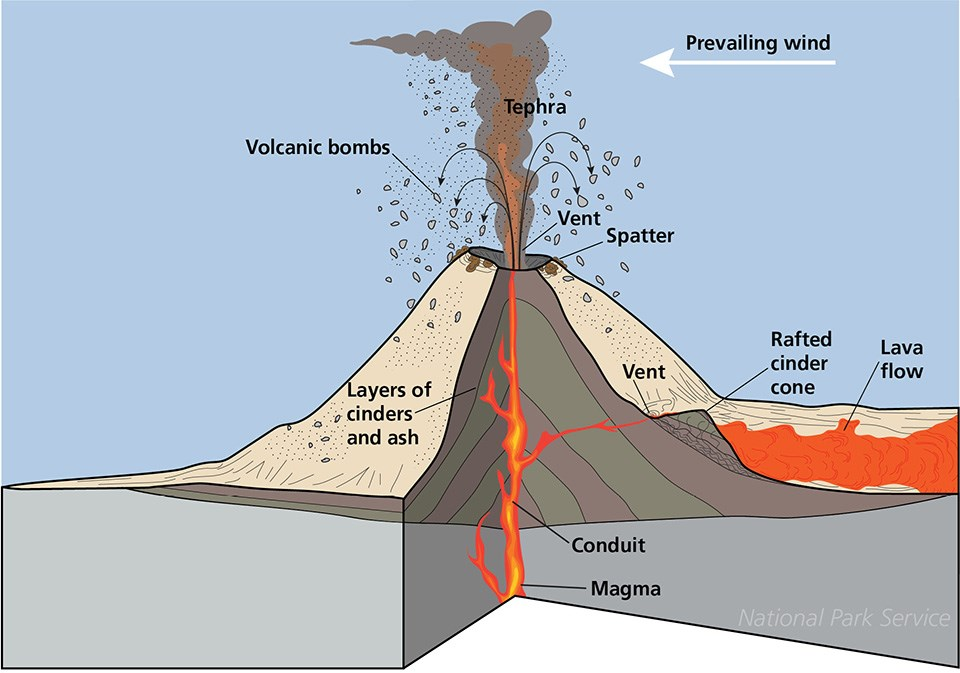 Prevailing wind
Tephra
Volcanic bombs
Vent
Spatter
Rafted
cinder
cone
Lava
flow
Vent
Layers of
cinders
and ash
Conduit
Magma
National Park Service